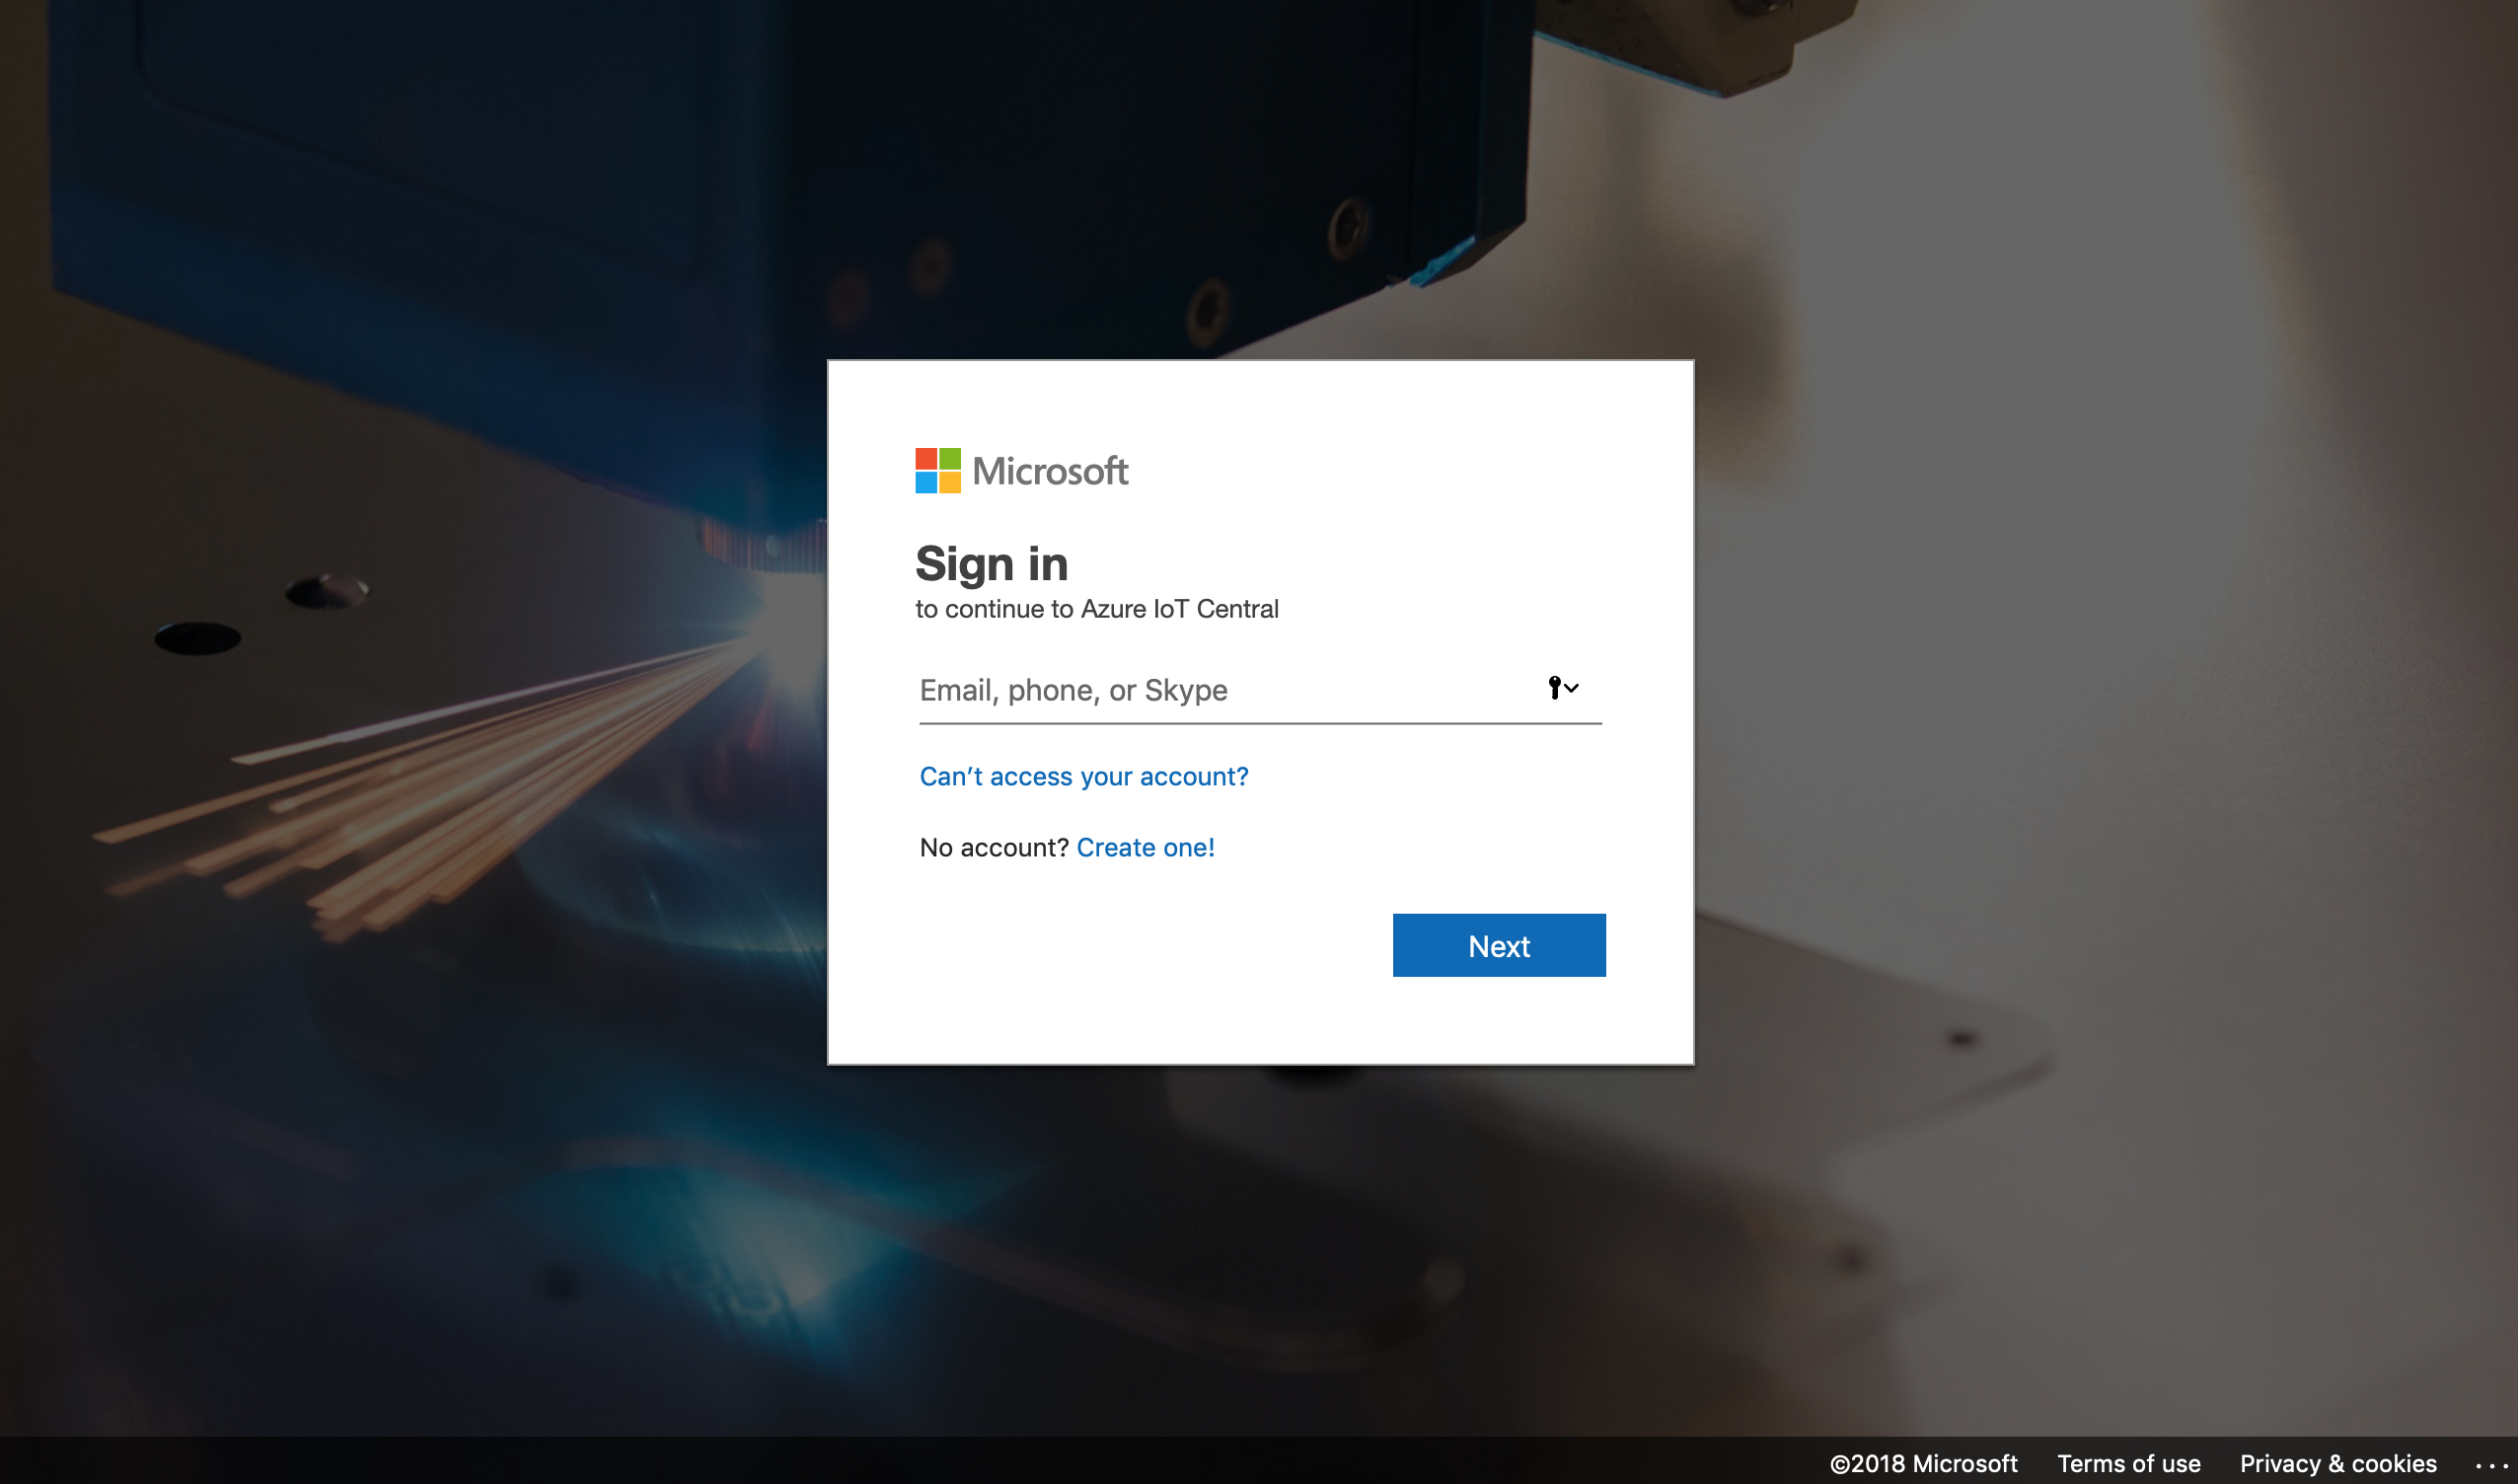 Microsoft
Sign in
to continue to Azure IoT Central
Email, phone, or Skype
Can’t access your account?
No account? Create one!
Next
©2018 Microsoft Terms of use Privacy & cookies ...